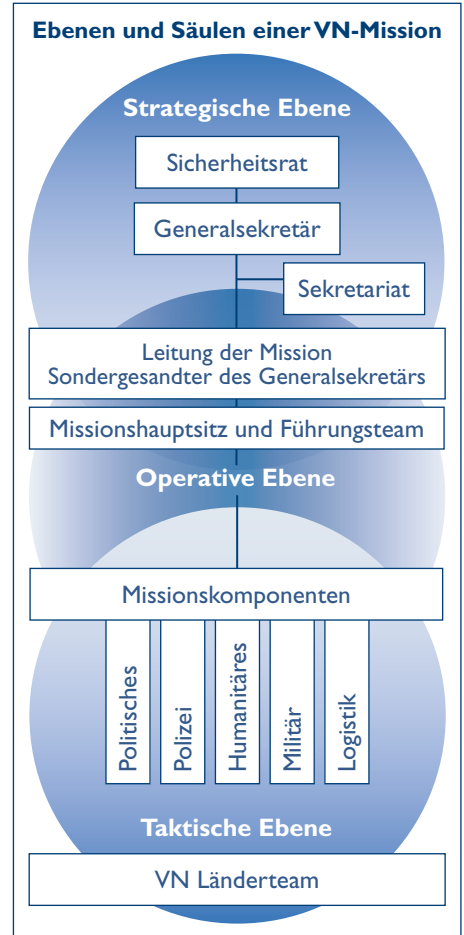 Ebenen und Säulen einer VN-Mission
Strategische Ebene
Sicherheitsrat
Generalsekretär
Sekretariat
Leitung der Mission
Sondergesandter des Generalsekretärs
Missionshauptsitz und Führungsteam
Operative Ebene
Missionskomponenten
Politisches
Polizei
Humanitäres
Militär
Logistik
Taktische Ebene
VN Länderteam